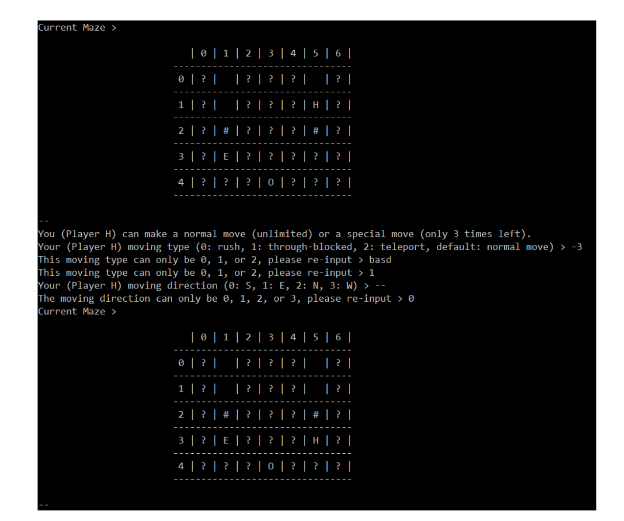 Current Maze >
| 0 | 1 | 2 | 3 | 4 | 5 | 6 |
----------------------------
0 | ? |   | ? | ? | ? |   | ? |
----------------------------
1 | ? |   | ? | ? | ? | H | ? |
----------------------------
2 | ? | # | ? | ? | ? | # | ? |
----------------------------
3 | ? | E | ? | ? | ? | ? | ? |
----------------------------
4 | ? | ? | ? | O | ? | ? | ? |
----------------------------
--
You (Player H) can make a normal move (unlimited) or a special move (only 3 times left).
Your (Player H) moving type (0: rush, 1: through-blocked, 2: teleport, default: normal move) > -3
This moving type can only be 0, 1, or 2, please re-input > basd
This moving type can only be 0, 1, or 2, please re-input > 1
Your (Player H) moving direction (0: S, 1: E, 2: N, 3: W) > --
The moving direction can only be 0, 1, 2, or 3, please re-input > 0
Current Maze >
| 0 | 1 | 2 | 3 | 4 | 5 | 6 |
----------------------------
0 | ? |   | ? | ? | ? |   | ? |
----------------------------
1 | ? |   | ? | ? | ? |   | ? |
----------------------------
2 | ? | # | ? | ? | ? | # | ? |
----------------------------
3 | ? | E | ? | ? | ? | H | ? |
----------------------------
4 | ? | ? | ? | O | ? | ? | ? |
----------------------------
--